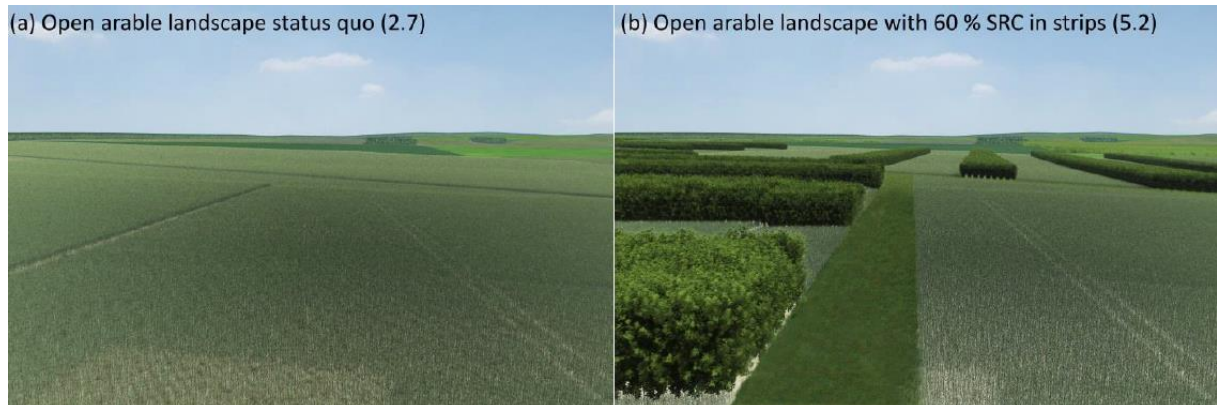 (a) Open arable landscape status quo (2.7)
(b) Open arable landscape with 60 % SRC in strips (5.2)